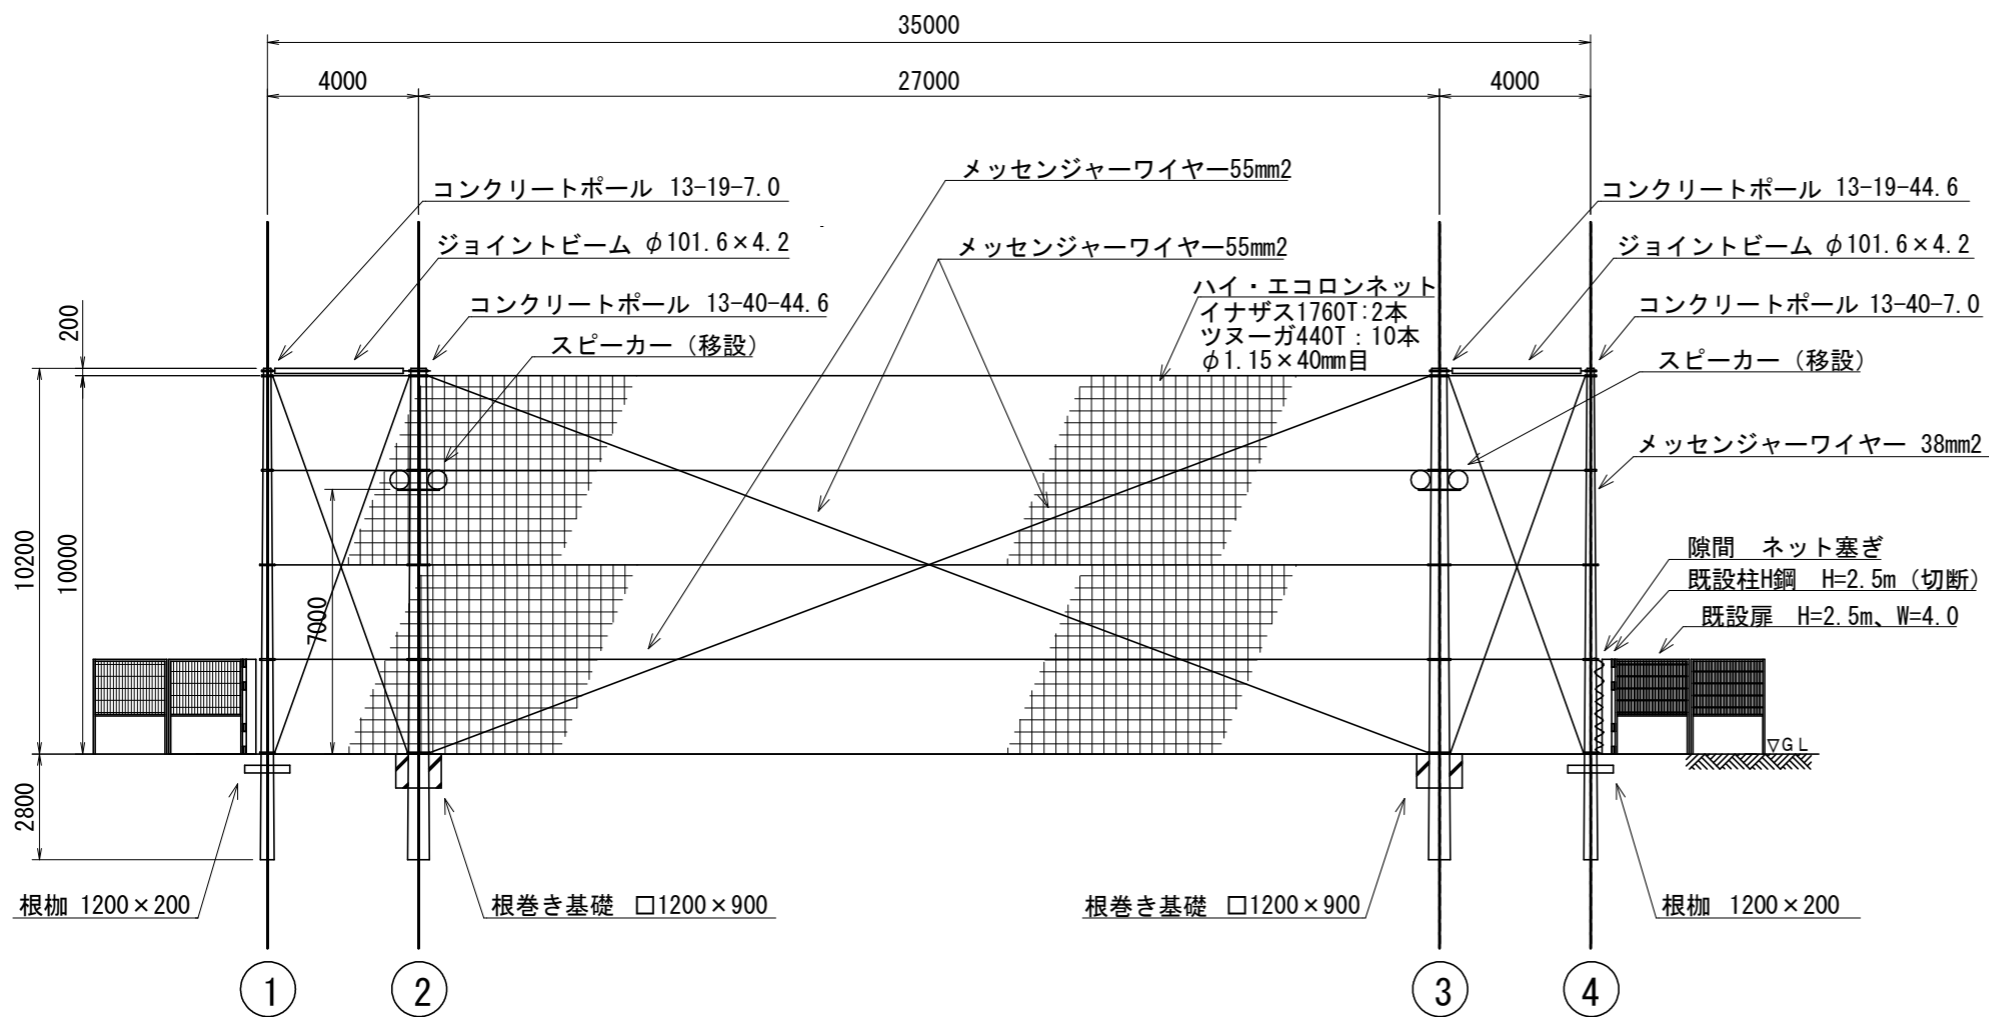 35000
4000
27000
4000
メッセンジャーワイヤー55mm2
コンクリートポール 13-19-7.0
コンクリートポール 13-19-44.6
ジョイントビーム φ101.6×4.2
メッセンジャーワイヤー55mm2
ジョイントビーム φ101.6×4.2
ハイ・エコロンネット
イナザス1760T:2本
ツヌーガ440T：10本
φ1.15×40mm目
コンクリートポール 13-40-44.6
コンクリートポール 13-40-7.0
スピーカー（移設）
スピーカー（移設）
200
メッセンジャーワイヤー 38mm2
10200
10000
7000
隙間　ネット塞ぎ
既設柱H鋼　H=2.5m（切断）
既設扉　H=2.5m、W=4.0
▽GL
2800
根枷 1200×200
根巻き基礎 □1200×900
根巻き基礎 □1200×900
根枷 1200×200
1
2
3
4